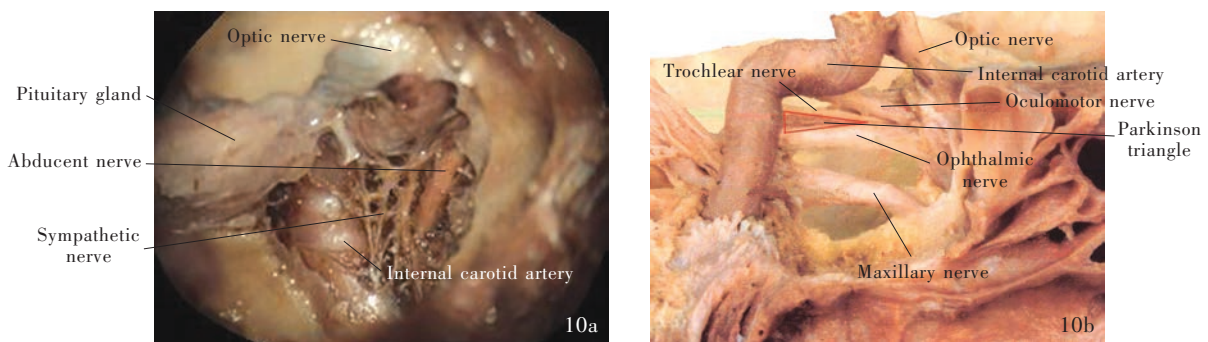 Optic nerve
Pituitary gland
Abducent nerve
Sympathetic
nerve
Internal carotid artery
10a
Optic nerve
Trochlear nerve
Internal carotid artery
Oculomotor nerve
Parkinson
triangle
Ophthalmic
nerve
Maxillary nerve
10b